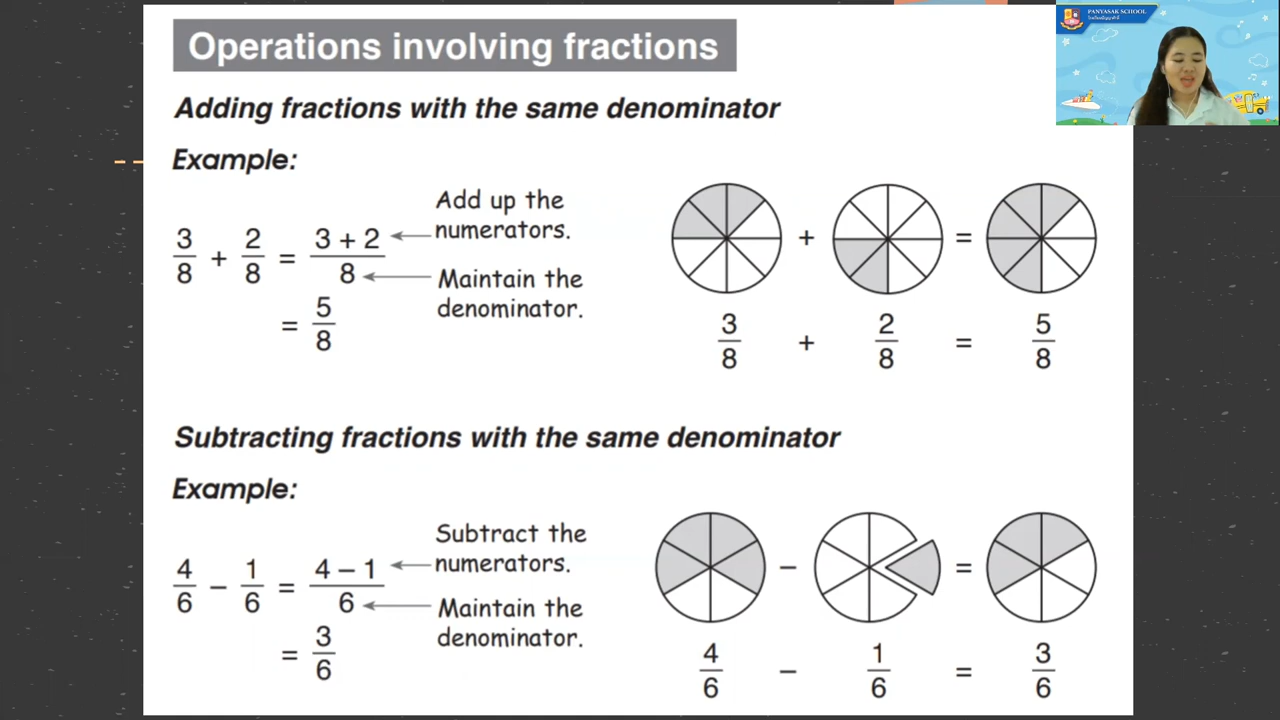 PANYASAK SCHOOL
Operations involving fractions
Adding fractions with the same denominator
Example:
3/8 + 2/8 = 3 + 2/8
Add up the
numerators.
Maintain the
denominator.
= 5/8
+ =
3/8 + 2/8 = 5/8
Subtracting fractions with the same denominator
Example:
4/6 − 1/6 = 4 − 1/6
Subtract the
numerators.
Maintain the
denominator.
= 3/6
− =
4/6 − 1/6 = 3/6